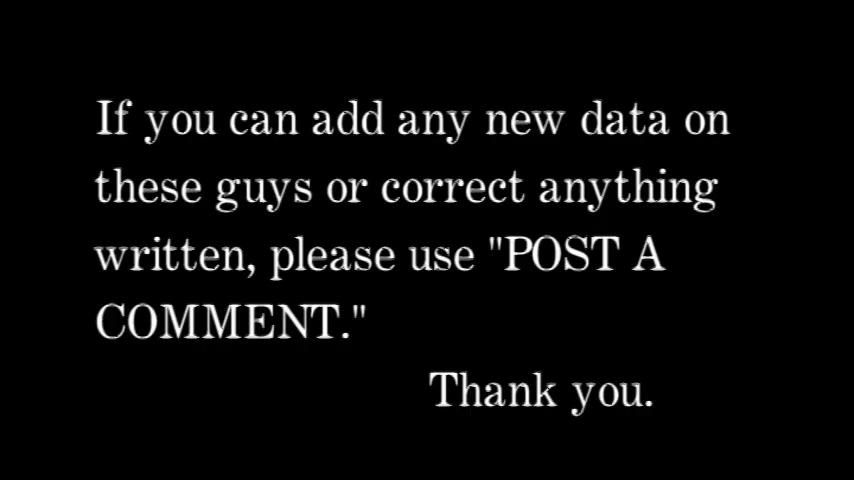 If you can add any new data on
these guys or correct anything
written, please use "POST A
COMMENT."
Thank you.